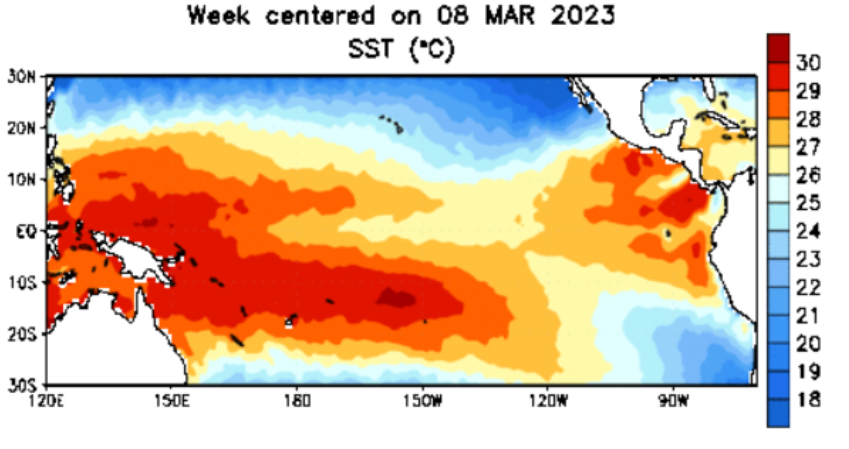 Week centered on 08 MAR 2023
SST (°C)
30N
20N
10N
EQ
10S
20S
30S
120E 150E 180 150W 120W 90W
30
29
28
27
26
25
24
23
22
21
20
19
18